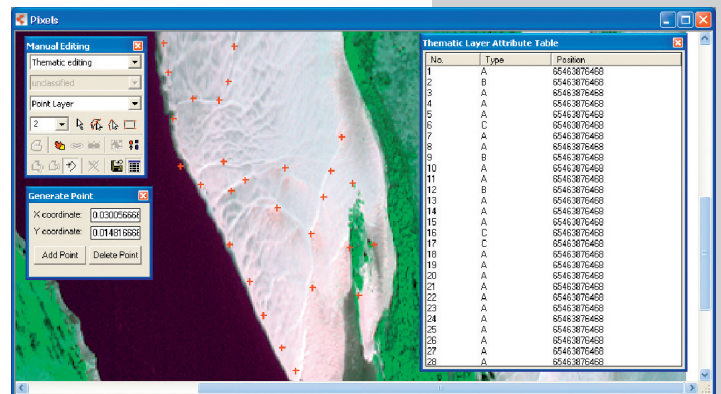 Pixels
Manual Editing
Thematic editing
unclassified
Point Layer
2
Generate Point
X coordinate: 0.030056668
Y coordinate: 0.014816668
Add Point Delete Point
Thematic Layer Attribute Table
No. Type Position
1 A 65463876468
2 B 65463876468
3 A 65463876468
4 A 65463876468
5 A 65463876468
6 C 65463876468
7 A 65463876468
8 A 65463876468
9 B 65463876468
10 A 65463876468
11 A 65463876468
12 B 65463876468
13 A 65463876468
14 A 65463876468
15 A 65463876468
16 C 65463876468
17 C 65463876468
18 A 65463876468
19 A 65463876468
20 A 65463876468
21 A 65463876468
22 A 65463876468
23 A 65463876468
24 A 65463876468
25 A 65463876468
26 A 65463876468
27 A 65463876468
28 A 65463876468